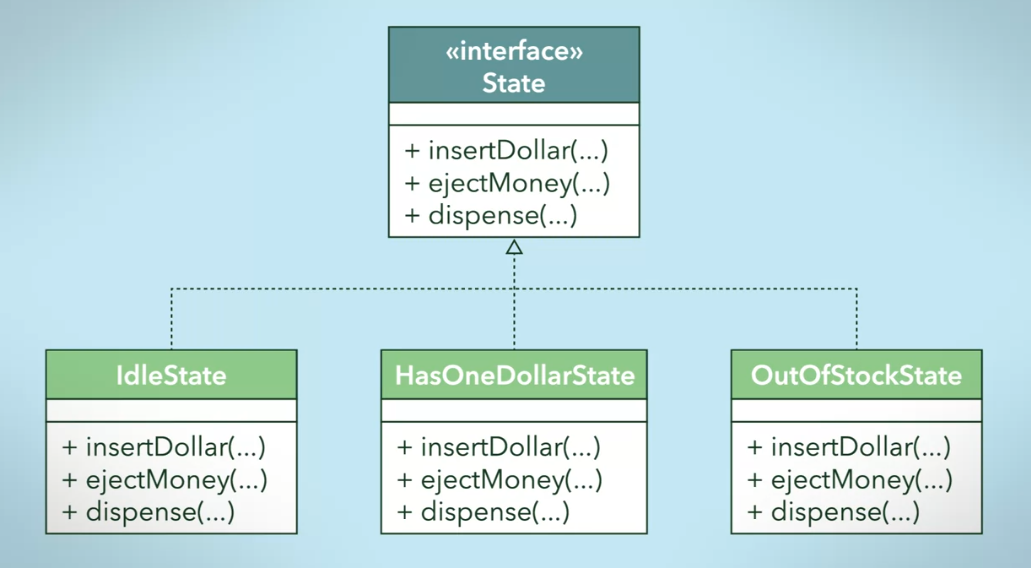 «interface»
State
+ insertDollar(...)
+ ejectMoney(...)
+ dispense(...)
IdleState
+ insertDollar(...)
+ ejectMoney(...)
+ dispense(...)
HasOneDollarState
+ insertDollar(...)
+ ejectMoney(...)
+ dispense(...)
OutOfStockState
+ insertDollar(...)
+ ejectMoney(...)
+ dispense(...)